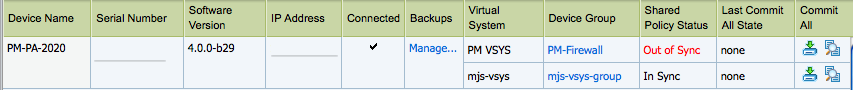 Device Name Serial Number Software Version IP Address Connected Backups Virtual System Device Group Shared Policy Status Last Commit All State Commit All
PM-PA-2020 4.0.0-b29 Manage... PM VSYS PM-Firewall Out of Sync none
mjs-vsys mjs-vsys-group In Sync none